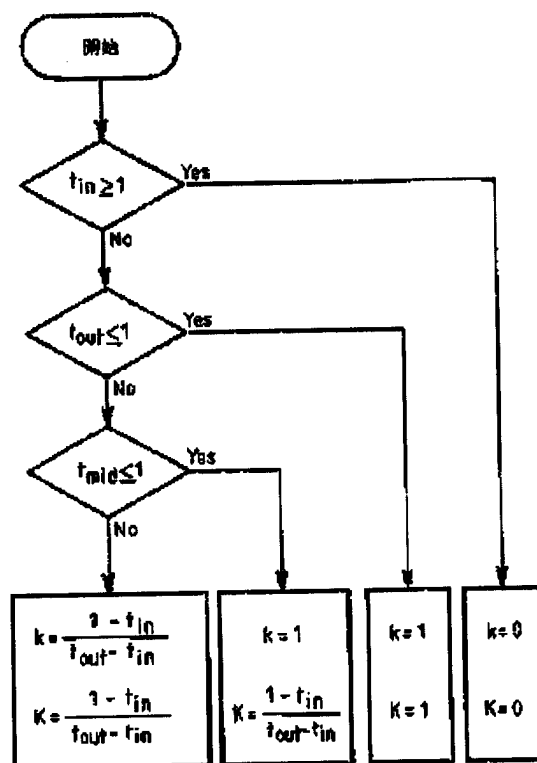 開始
t_in ≥ 1
Yes
No
t_out ≤ 1
Yes
No
t_mid ≤ 1
Yes
No
k = (1 - t_in) / (t_out - t_in)
K = (1 - t_in) / (t_out - t_in)
k = 1
K = (1 - t_in) / (t_out - t_in)
k = 1
K = 1
k = 0
K = 0